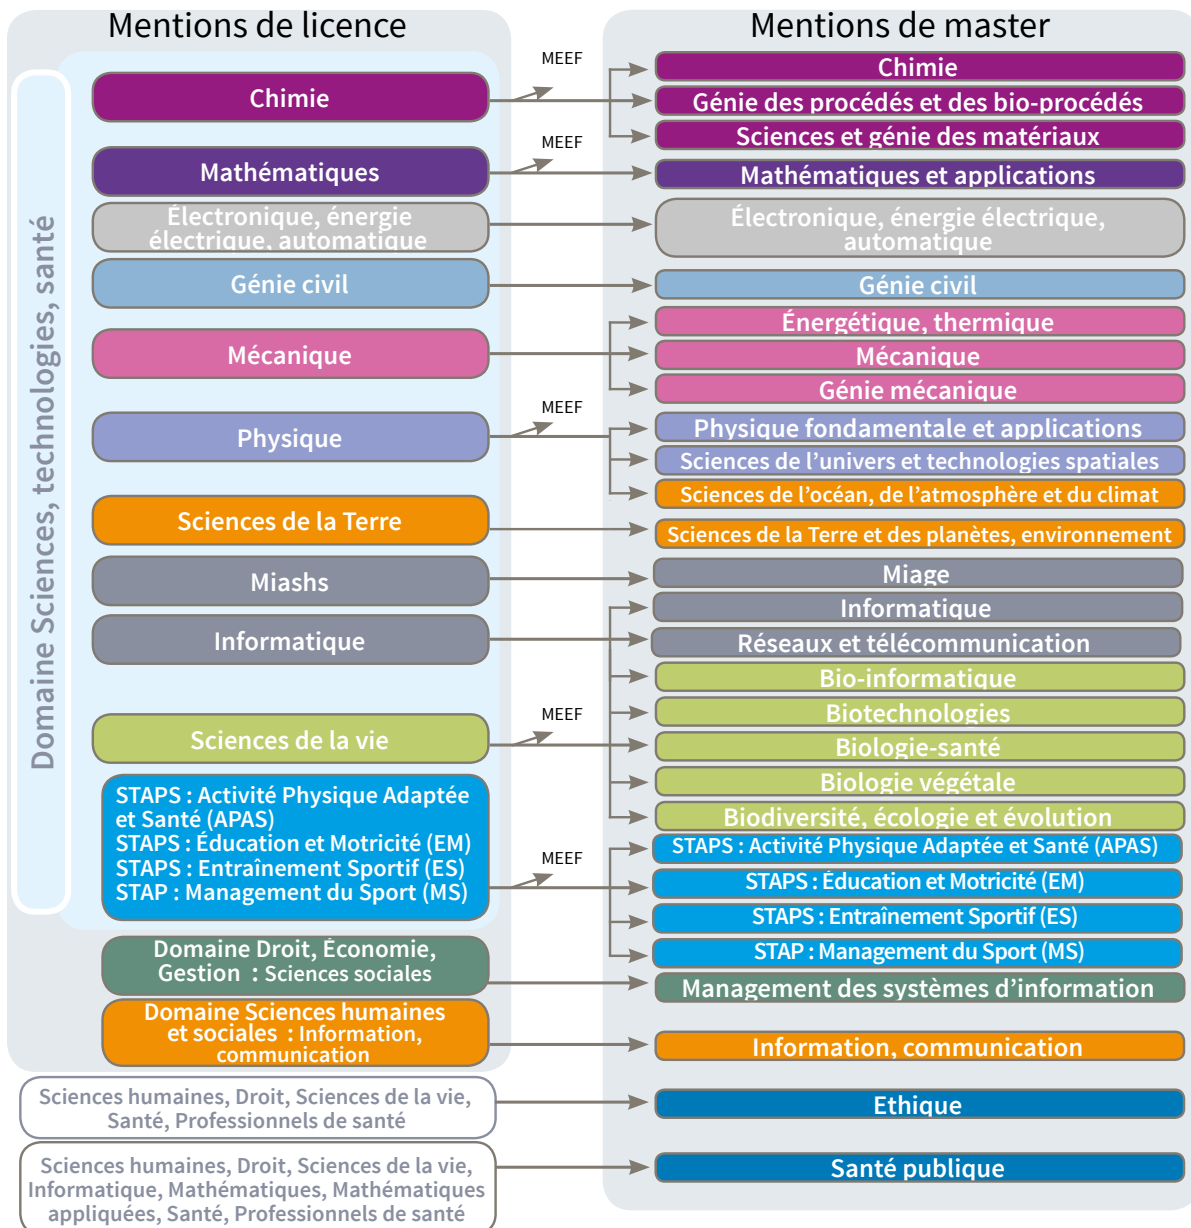 Mentions de licence
Mentions de master
Domaine Sciences, technologies, santé
Chimie
MEEF
Chimie
Génie des procédés et des bio-procédés
Sciences et génie des matériaux
Mathématiques
MEEF
Mathématiques et applications
Électronique, énergie
électrique, automatique
Électronique, énergie électrique,
automatique
Génie civil
Génie civil
Mécanique
Énergétique, thermique
Mécanique
Génie mécanique
Physique
MEEF
Physique fondamentale et applications
Sciences de l'univers et technologies spatiales
Sciences de l'océan, de l'atmosphère et du climat
Sciences de la Terre
Sciences de la Terre et des planètes, environnement
Miashs
Miage
Informatique
Informatique
Réseaux et télécommunication
Bio-informatique
Sciences de la vie
MEEF
Biotechnologies
Biologie-santé
Biologie végétale
Biodiversité, écologie et évolution
STAPS : Activité Physique Adaptée
et Santé (APAS)
STAPS : Éducation et Motricité (EM)
STAPS : Entraînement Sportif (ES)
STAP : Management du Sport (MS)
MEEF
STAPS : Activité Physique Adaptée et Santé (APAS)
STAPS : Éducation et Motricité (EM)
STAPS : Entraînement Sportif (ES)
STAP : Management du Sport (MS)
Domaine Droit, Économie,
Gestion : Sciences sociales
Management des systèmes d'information
Domaine Sciences humaines
et sociales : Information,
communication
Information, communication
Sciences humaines, Droit, Sciences de la vie,
Santé, Professionnels de santé
Ethique
Sciences humaines, Droit, Sciences de la vie,
Informatique, Mathématiques, Mathématiques
appliquées, Santé, Professionnels de santé
Santé publique